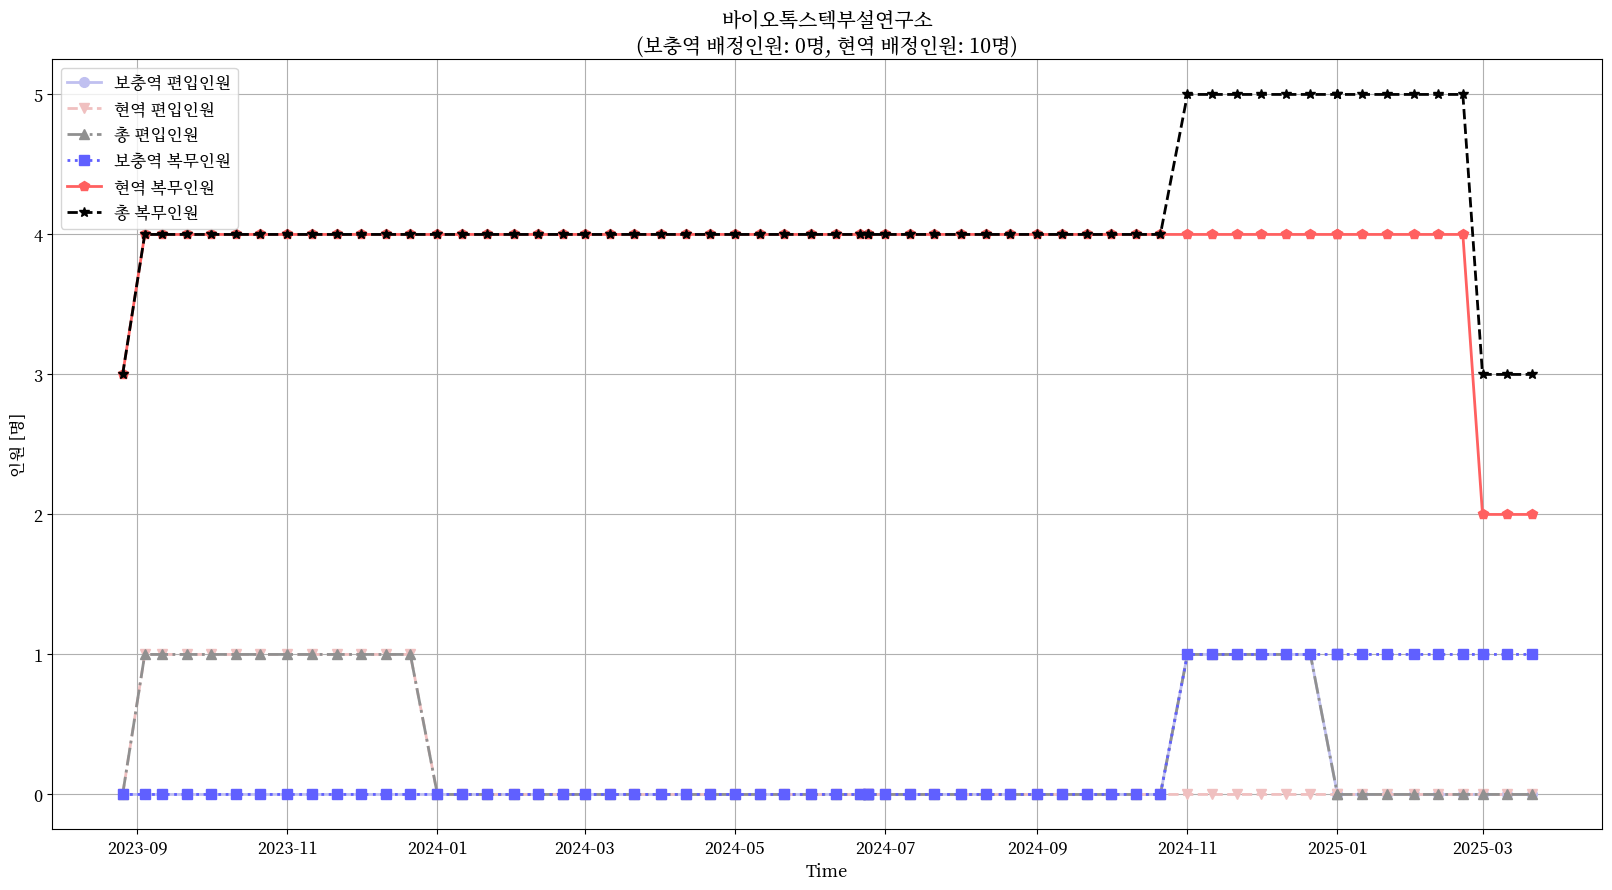 바이오톡스텍부설연구소
(보충역 배정인원: 0명, 현역 배정인원: 10명)
보충역 편입인원
현역 편입인원
총 편입인원
보충역 복무인원
현역 복무인원
총 복무인원
인원 [명]
5
4
3
2
1
0
2023-09 2023-11 2024-01 2024-03 2024-05 2024-07 2024-09 2024-11 2025-01 2025-03
Time